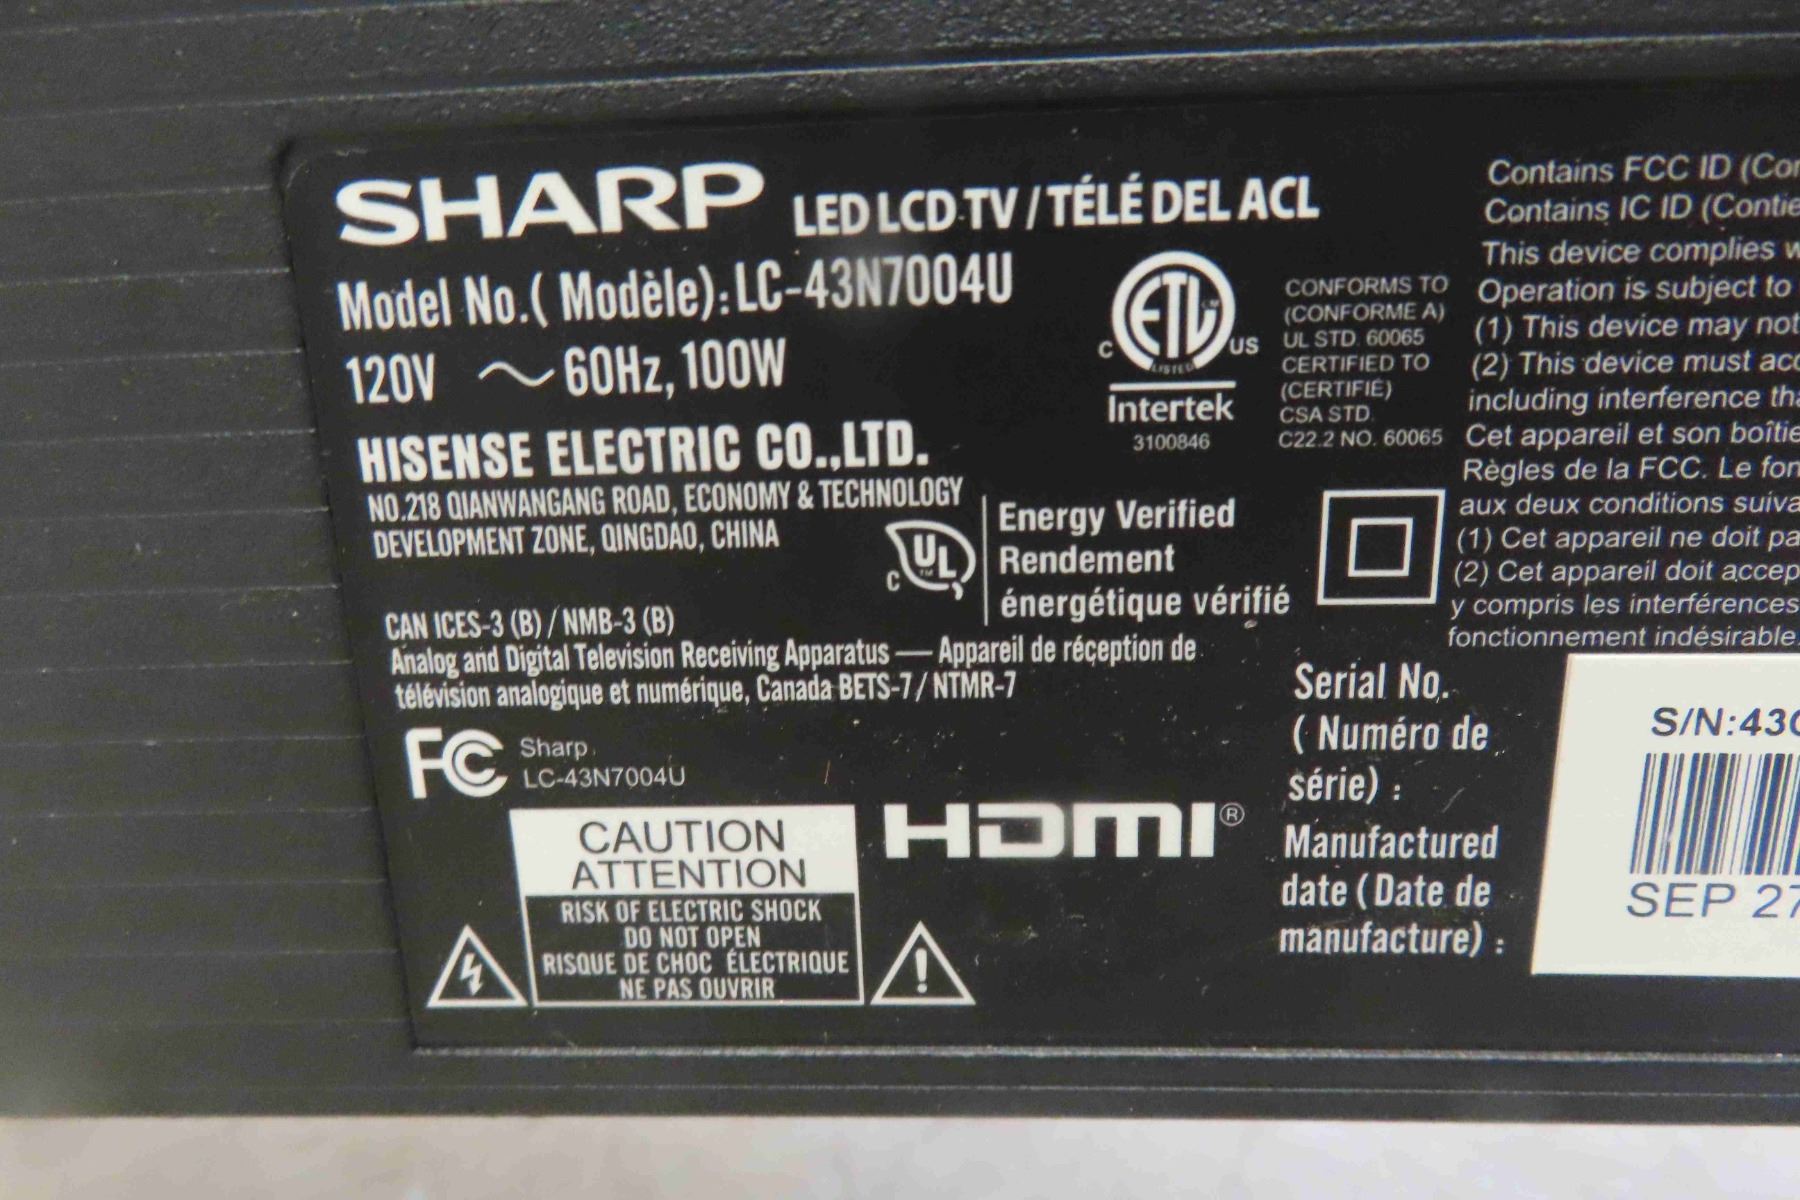 SHARP LED LCD TV / TÉLÉ DEL ACL
Model No.( Modèle):LC-43N7004U
120V ～ 60Hz, 100W
HISENSE ELECTRIC CO.,LTD.
NO.218 QIANWANGANG ROAD, ECONOMY & TECHNOLOGY
DEVELOPMENT ZONE, QINGDAO, CHINA
C UL
Energy Verified
Rendement
énergétique vérifié
CAN ICES-3 (B) / NMB-3 (B)
Analog and Digital Television Receiving Apparatus — Appareil de réception de
télévision analogique et numérique, Canada BETS-7/ NTMR-7
FC Sharp
LC-43N7004U
CAUTION
ATTENTION
RISK OF ELECTRIC SHOCK
DO NOT OPEN
RISQUE DE CHOC ÉLECTRIQUE
NE PAS OUVRIR
HDMI®
C ETL US
LISTED
Intertek
3100846
CONFORMS TO
(CONFORME A)
UL STD. 60065
CERTIFIED TO
(CERTIFIÉ)
CSA STD.
C22.2 NO. 60065
Contains FCC ID
Contains IC ID
This device complies
Operation is subject to
(1) This device may not
(2) This device must
including interference
Cet appareil et son
Règles de la FCC. Le
aux deux conditions
(1) Cet appareil ne doit
(2) Cet appareil doit
y compris les interférences
fonctionnement indésirable.
Serial No.
( Numéro de
série) :
Manufactured
date ( Date de
manufacture) :
S/N:43
SEP 27